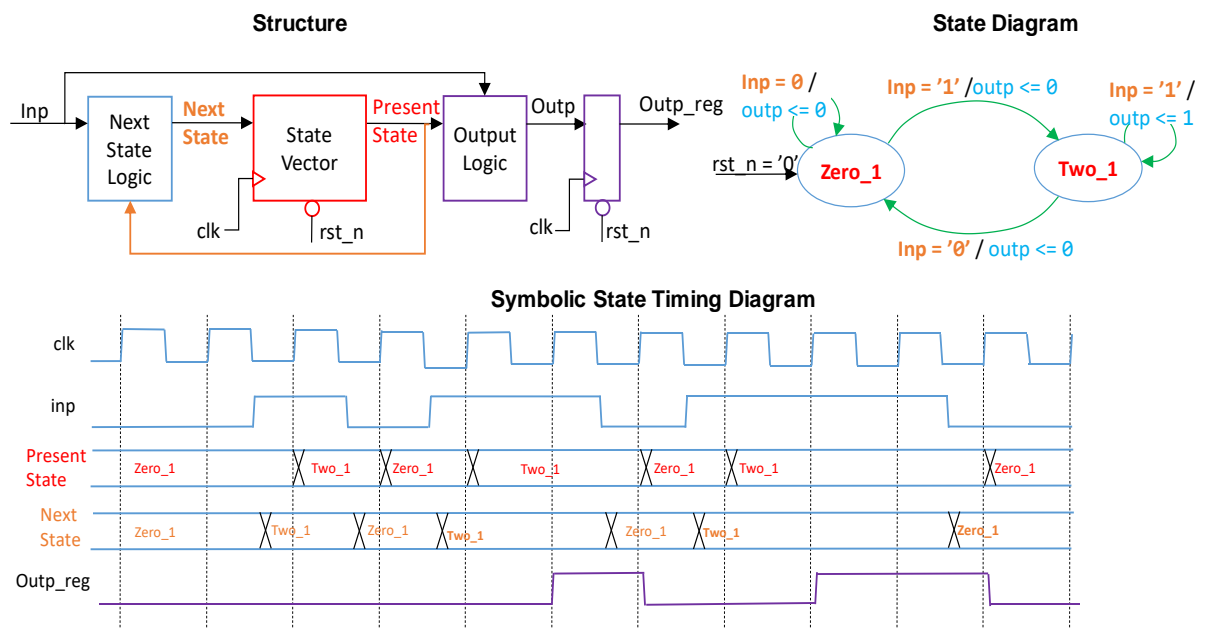 Structure
State Diagram
Inp
Next
State
Logic
Next
State
State
Vector
clk
rst_n
Present
State
Output
Logic
Outp
clk
rst_n
Outp_reg
Inp = 0 /
outp <= 0
Inp = '1' /outp <= 0
Inp = '1' /
outp <= 1
rst_n = '0'
Zero_1
Two_1
Inp = '0' / outp <= 0
Symbolic State Timing Diagram
clk
inp
Present
State
Zero_1
Two_1
Zero_1
Two_1
Zero_1
Two_1
Zero_1
Next
State
Zero_1
Two_1
Zero_1
Two_1
Zero_1
Two_1
Zero_1
Outp_reg